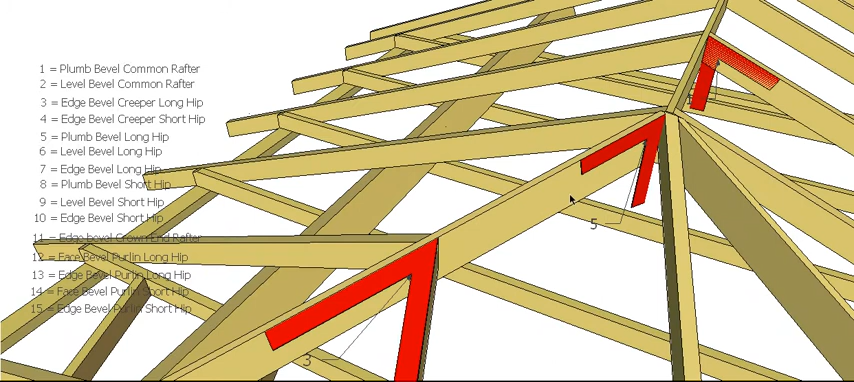 1 = Plumb Bevel Common Rafter
2 = Level Bevel Common Rafter
3 = Edge Bevel Creeper Long Hip
4 = Edge Bevel Creeper Short Hip
5 = Plumb Bevel Long Hip
6 = Level Bevel Long Hip
7 = Edge Bevel Long Hip
8 = Plumb Bevel Short Hip
9 = Level Bevel Short Hip
10 = Edge Bevel Short Hip
11 = Edge bevel Crown End Rafter
12 = Face Bevel Purlin Long Hip
13 = Edge Bevel Purlin Long Hip
14 = Face Bevel Purlin Short Hip
15 = Edge Bevel Purlin Short Hip
5
3